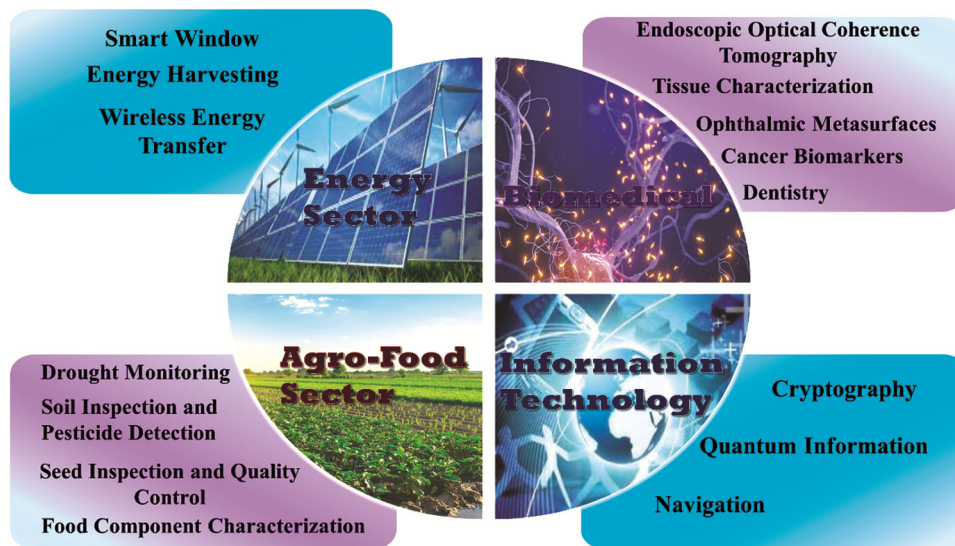 Smart Window
Energy Harvesting
Wireless Energy
Transfer
Energy
Sector
Endoscopic Optical Coherence
Tomography
Tissue Characterization
Ophthalmic Metasurfaces
Cancer Biomarkers
Dentistry
Biomedical
Drought Monitoring
Soil Inspection and
Pesticide Detection
Seed Inspection and Quality
Control
Food Component Characterization
Agro-Food
Sector
Information
Technology
Cryptography
Quantum Information
Navigation